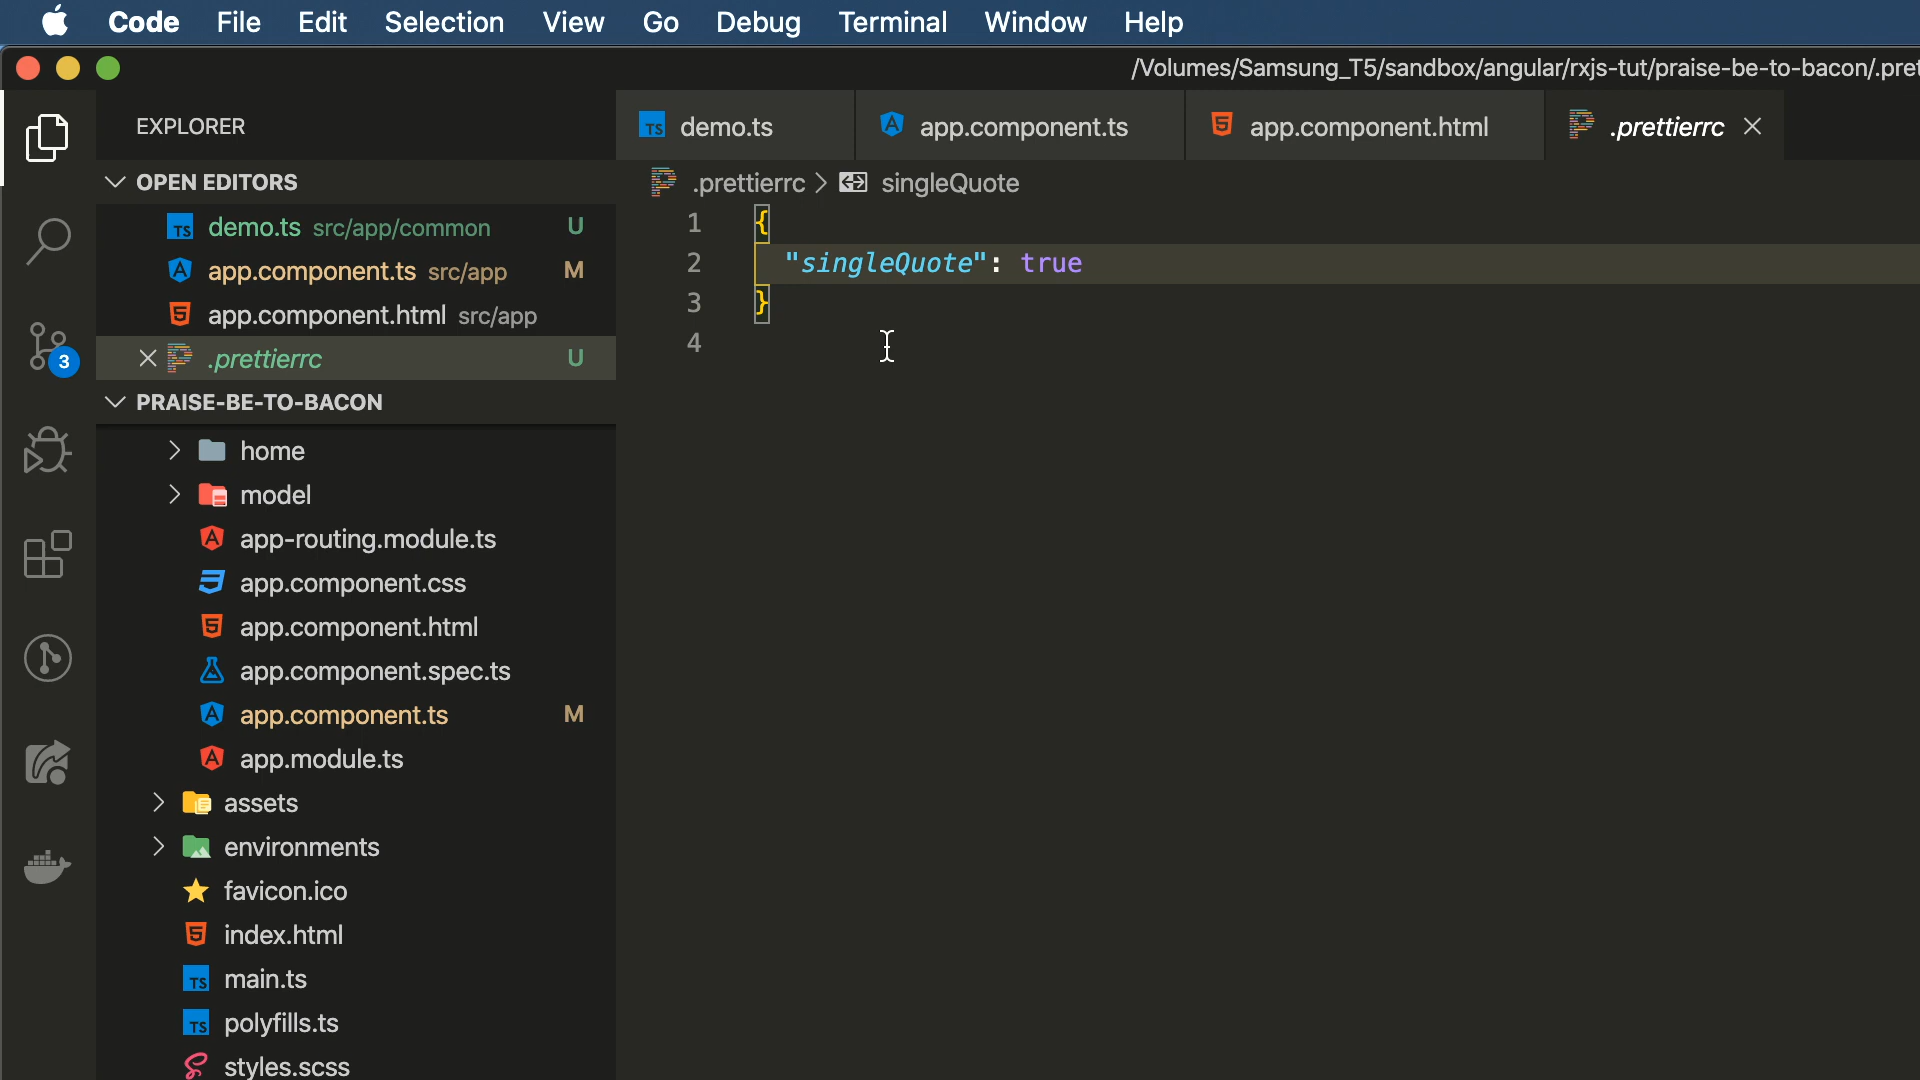 Code File Edit Selection View Go Debug Terminal Window Help
/Volumes/Samsung_T5/sandbox/angular/rxjs-tut/praise-be-to-bacon/.pret
EXPLORER
TS demo.ts app.component.ts app.component.html .prettierrc
OPEN EDITORS
.prettierrc > singleQuote
TS demo.ts src/app/common U
app.component.ts src/app M
app.component.html src/app
.prettierrc U
1 {
2 "singleQuote": true
3 }
4
3
PRAISE-BE-TO-BACON
home
model
app-routing.module.ts
app.component.css
app.component.html
app.component.spec.ts
app.component.ts M
app.module.ts
assets
environments
favicon.ico
index.html
TS main.ts
TS polyfills.ts
styles.scss